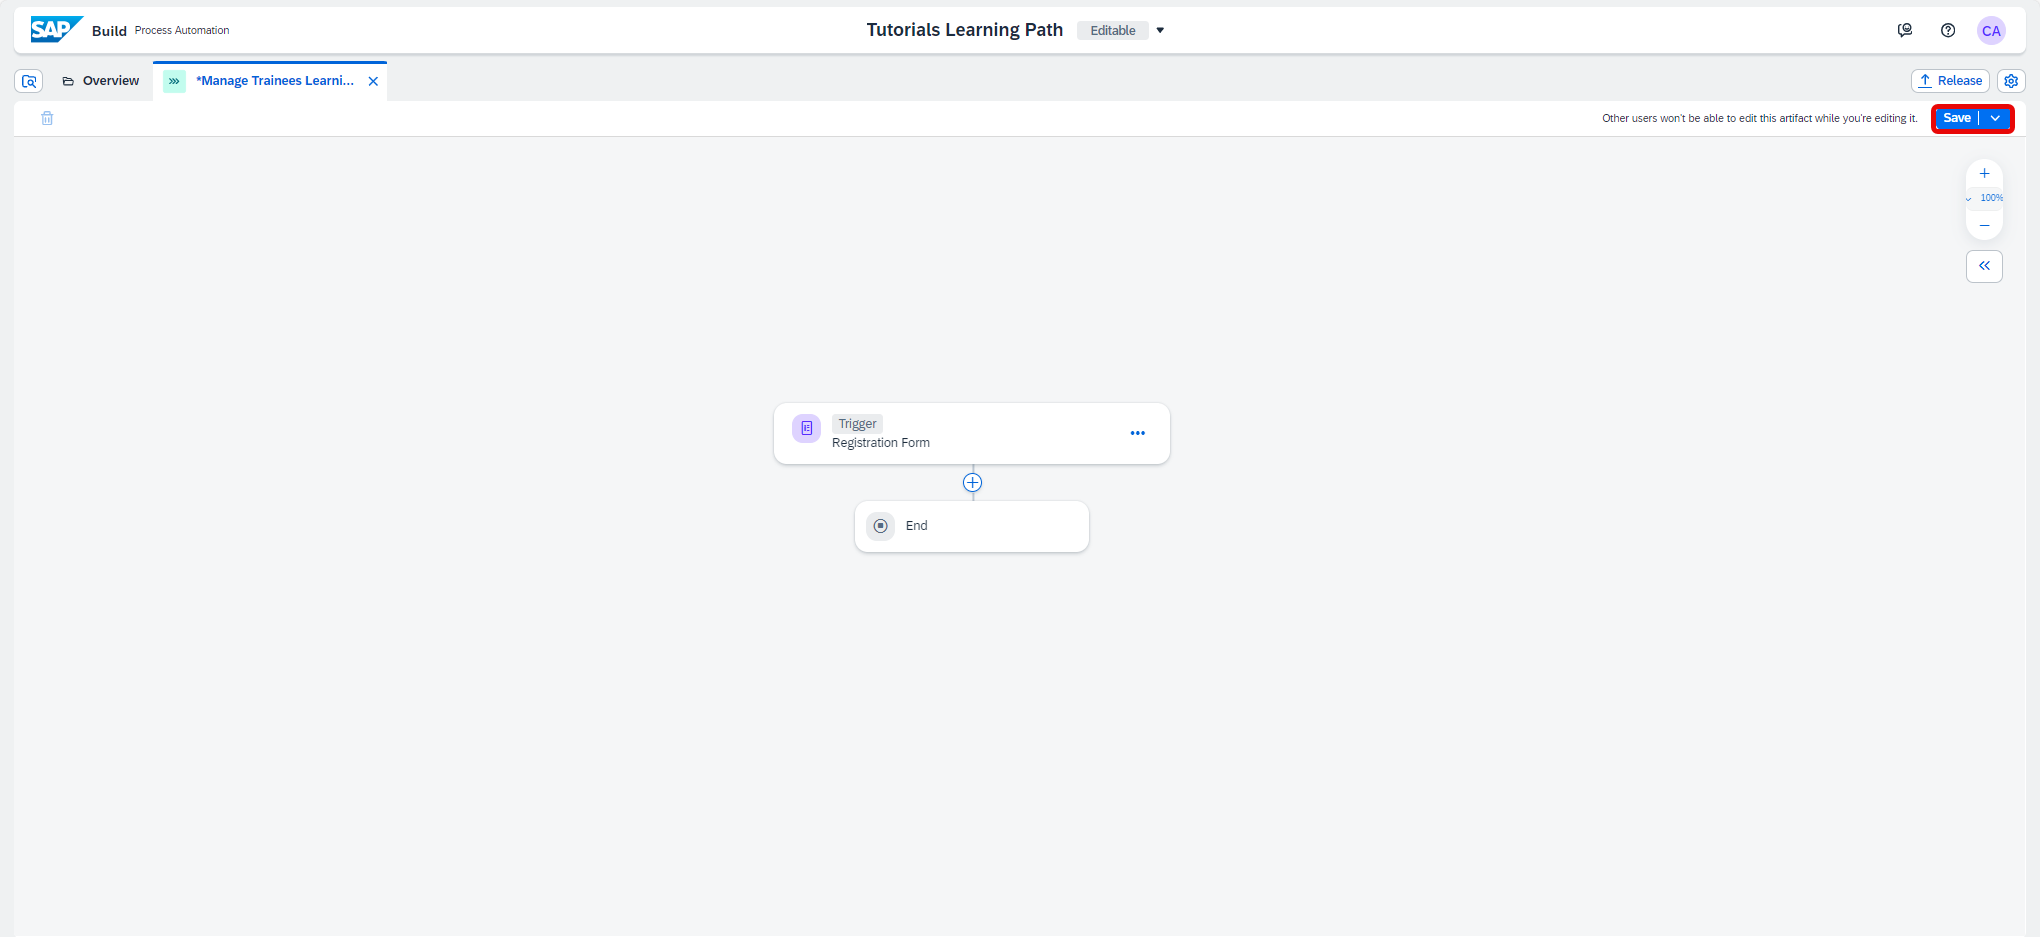 SAP Build Process Automation
Tutorials Learning Path Editable
CA
Overview
*Manage Trainees Learni...
Release
Other users won't be able to edit this artifact while you're editing it.
Save
100%
Trigger
Registration Form
End